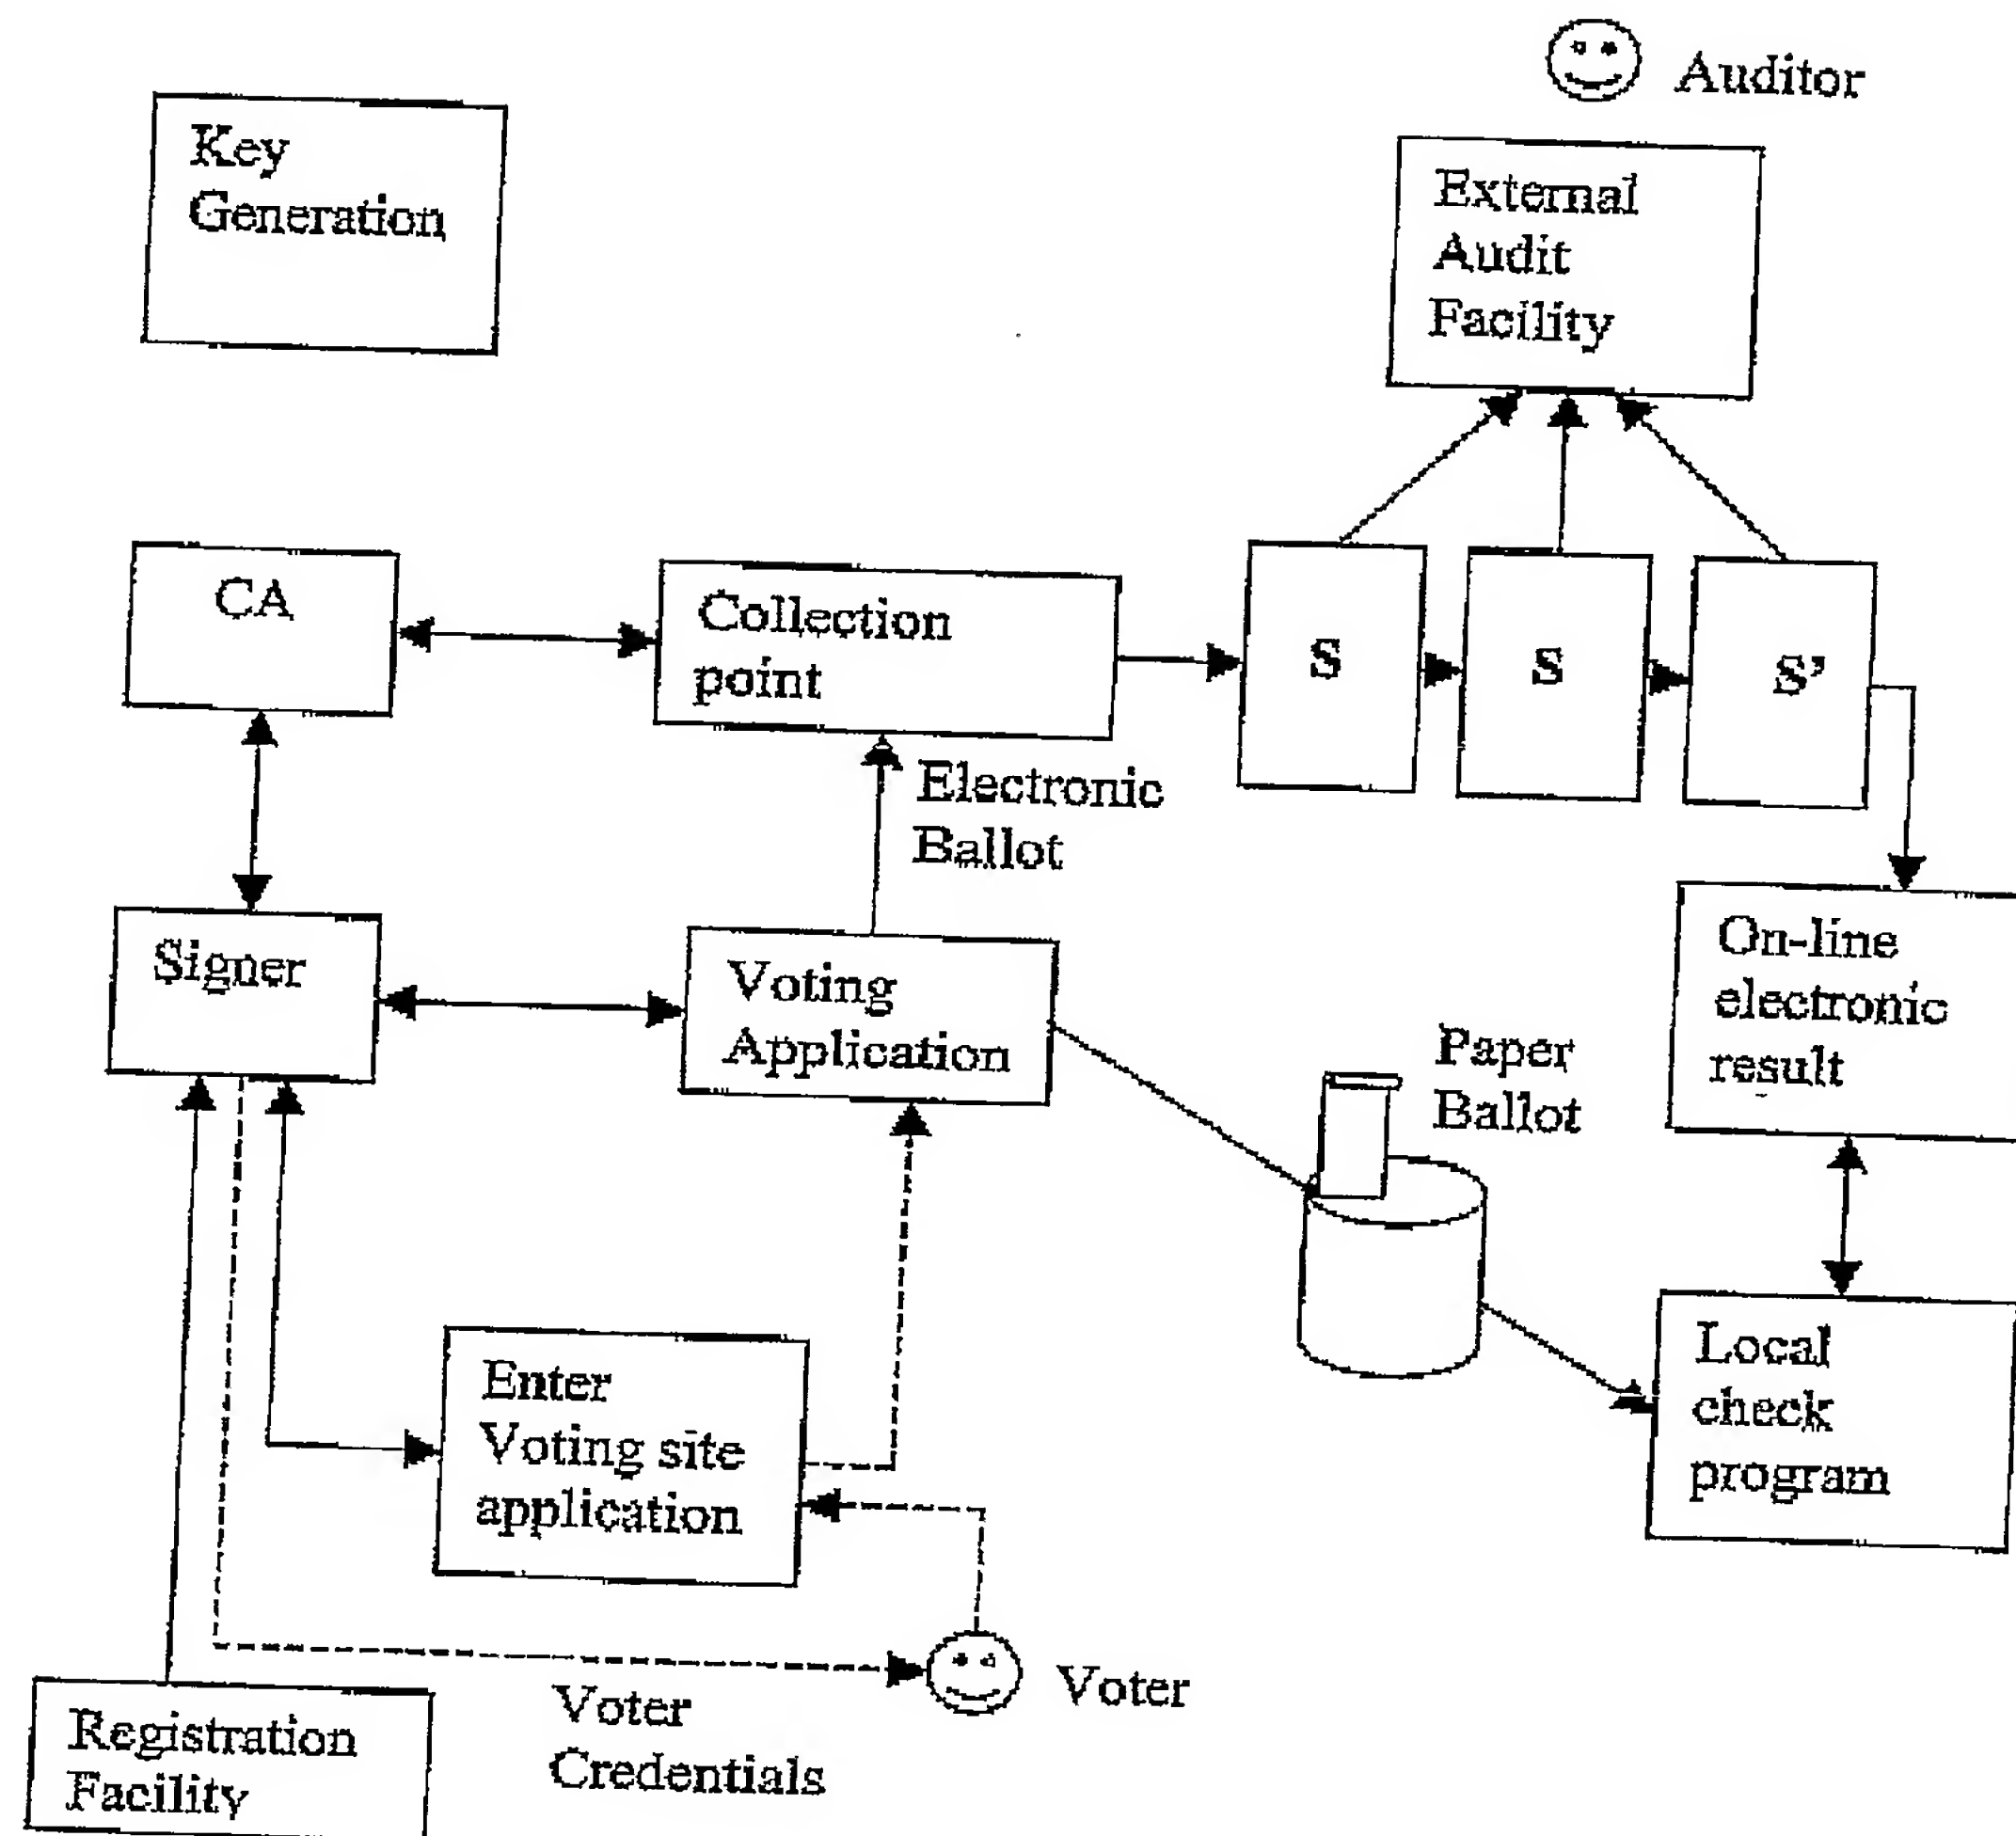 Auditor
Key
Generation
External
Audit
Facility
CA
Collection
point
S
S
S’
Electronic
Ballot
Signer
Voting
Application
On-line
electronic
result
Paper
Ballot
Enter
Voting site
application
Local
check
program
Voter
Voter
Credentials
Registration
Facility